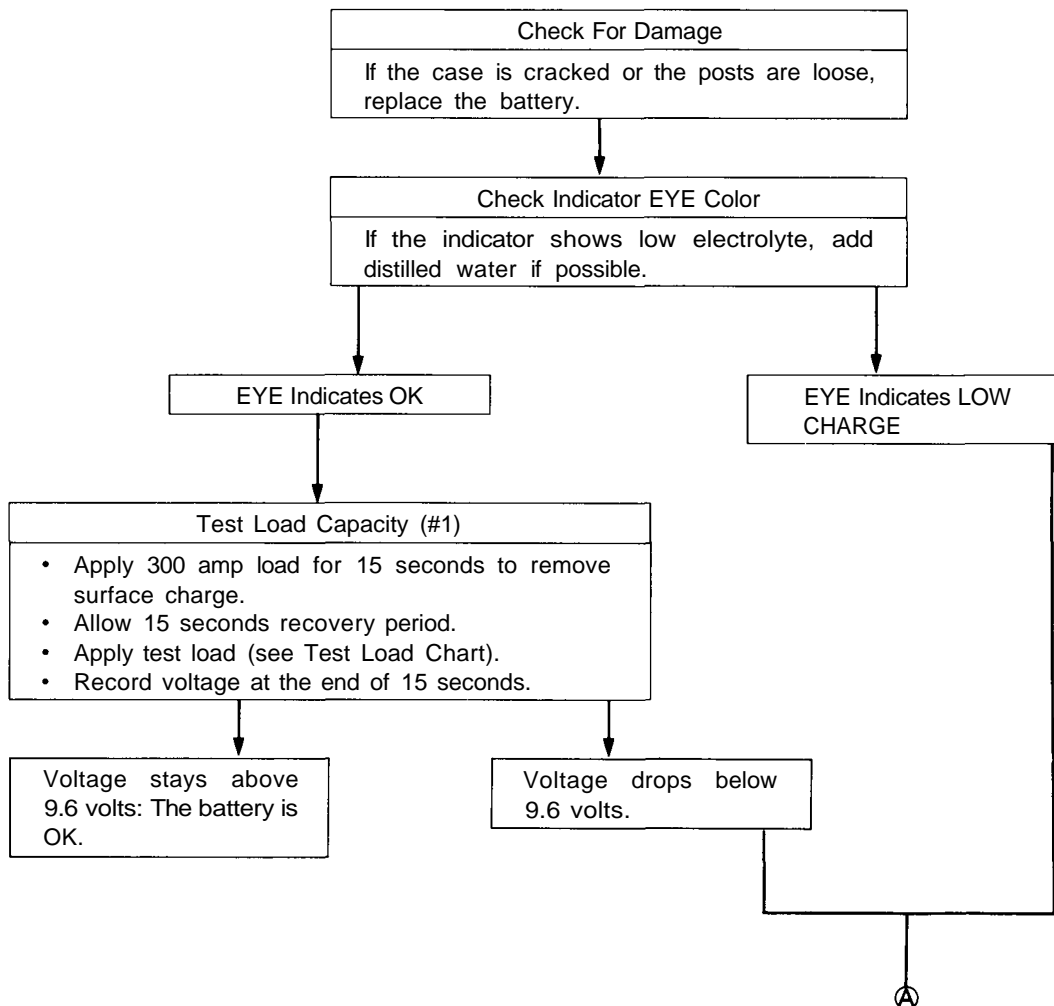 Check For Damage
If the case is cracked or the posts are loose,
replace the battery.
Check Indicator EYE Color
If the indicator shows low electrolyte, add
distilled water if possible.
EYE Indicates OK
EYE Indicates LOW
CHARGE
Test Load Capacity (#1)
• Apply 300 amp load for 15 seconds to remove
surface charge.
• Allow 15 seconds recovery period.
• Apply test load (see Test Load Chart).
• Record voltage at the end of 15 seconds.
Voltage stays above
9.6 volts: The battery is
OK.
Voltage drops below
9.6 volts.
A